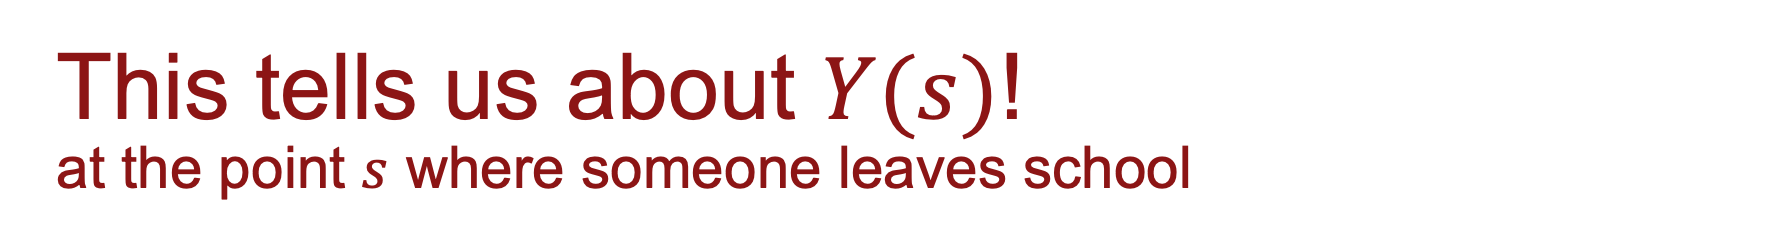 This tells us about Y(s)!
at the point s where someone leaves school